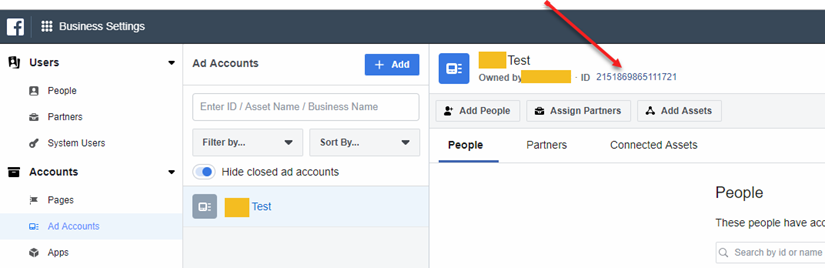 Business Settings
Users
People
Partners
System Users
Accounts
Pages
Ad Accounts
Apps
Ad Accounts
+ Add
Enter ID / Asset Name / Business Name
Filter by...
Sort By...
Hide closed ad accounts
Test
Test
Owned by · ID 2151869865111721
Add People
Assign Partners
Add Assets
People
Partners
Connected Assets
People
These people have acc
Search by id or name